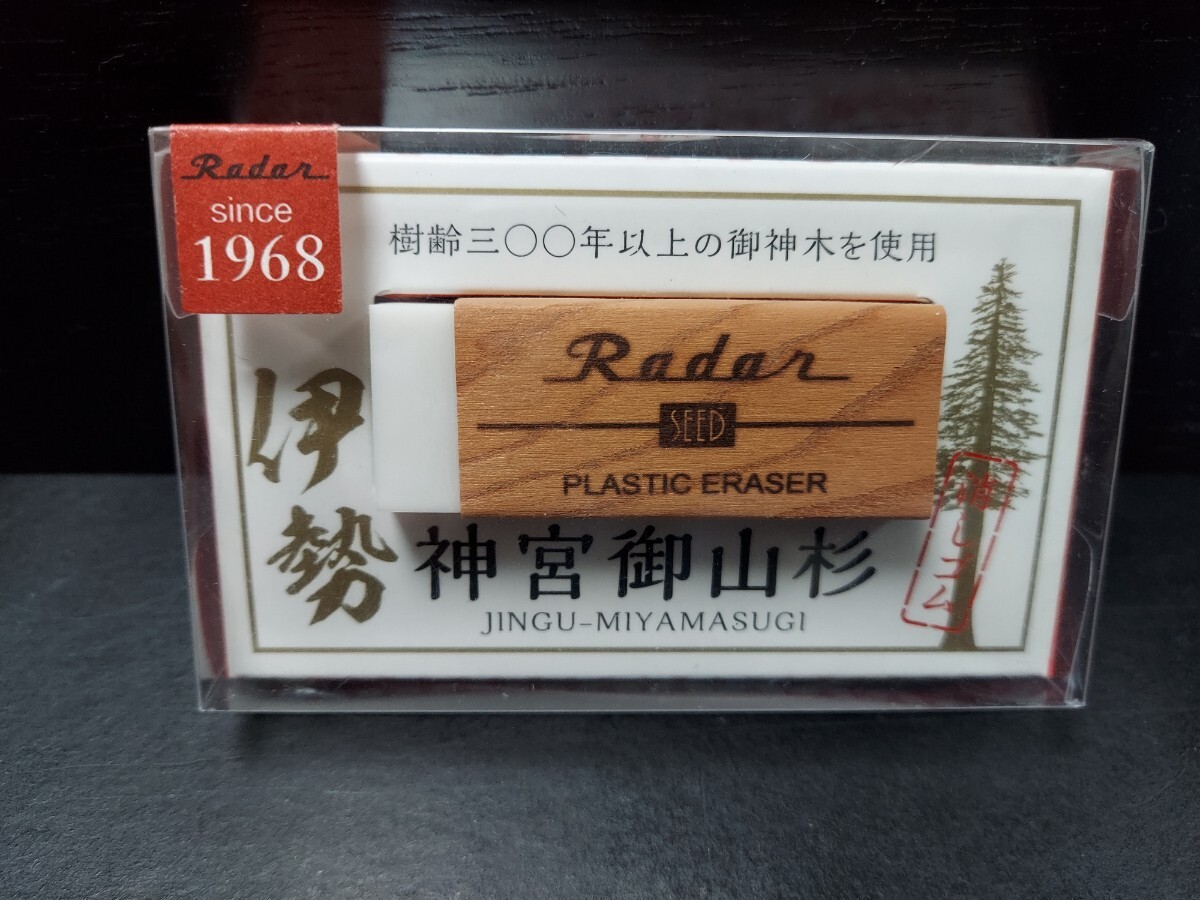 Radar
since
1968
樹齢三〇〇年以上の御神木を使用
Radar
SEED
PLASTIC ERASER
伊勢
神宮御山杉
JINGU-MIYAMASUGI
消しゴム